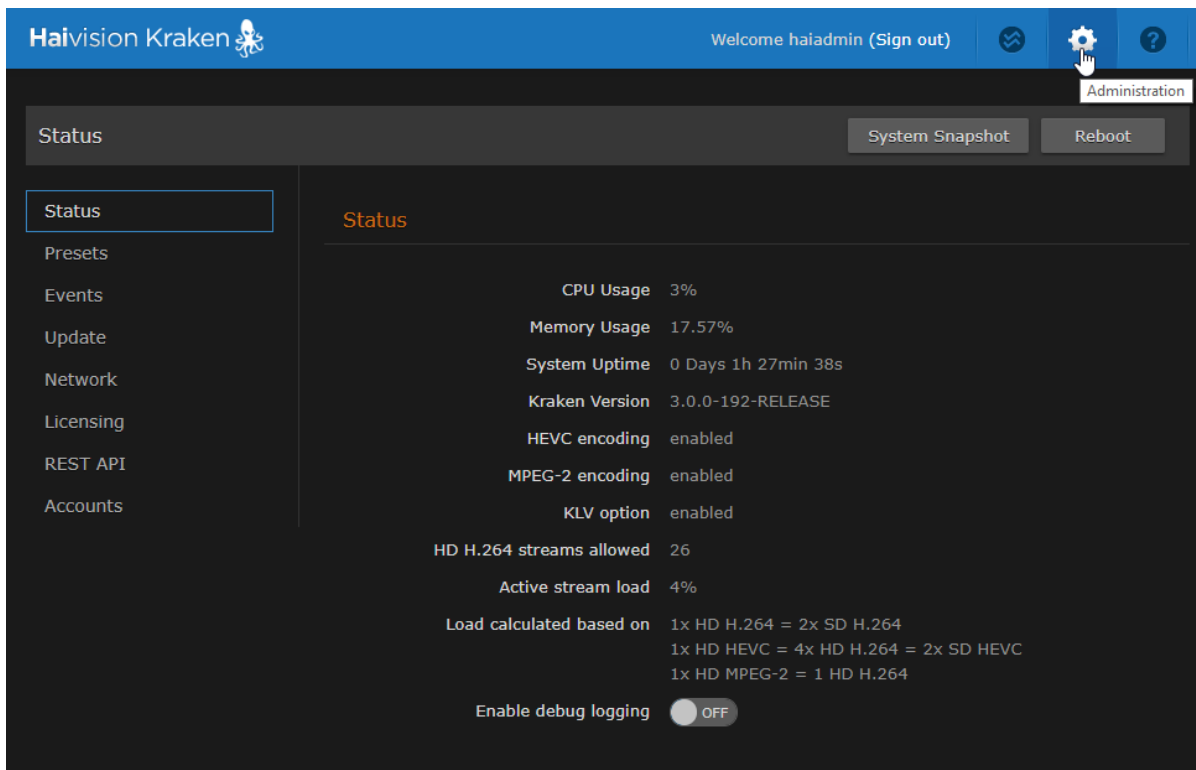 Haivision Kraken
Welcome haiadmin (Sign out)
?
Administration
Status
System Snapshot
Reboot
Status
Presets
Events
Update
Network
Licensing
REST API
Accounts
Status
CPU Usage 3%
Memory Usage 17.57%
System Uptime 0 Days 1h 27min 38s
Kraken Version 3.0.0-192-RELEASE
HEVC encoding enabled
MPEG-2 encoding enabled
KLV option enabled
HD H.264 streams allowed 26
Active stream load 4%
Load calculated based on 1x HD H.264 = 2x SD H.264
1x HD HEVC = 4x HD H.264 = 2x SD HEVC
1x HD MPEG-2 = 1 HD H.264
Enable debug logging OFF